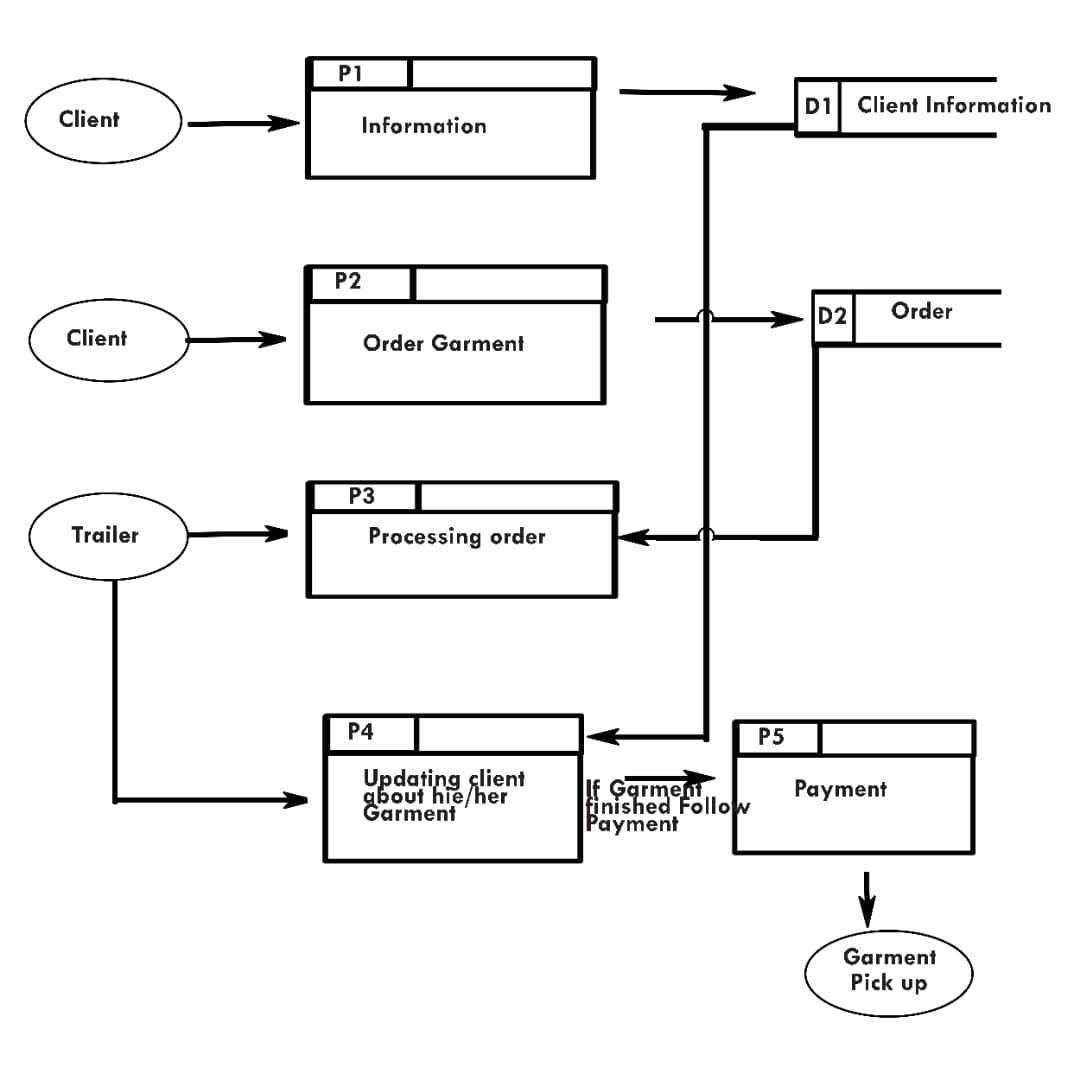 P1
Client
Information
D1
Client Information
P2
Client
Order Garment
D2
Order
P3
Trailer
Processing order
P4
Updating client
about hie/her
Garment
If Garment
finished Follow
Payment
P5
Payment
Garment
Pick up